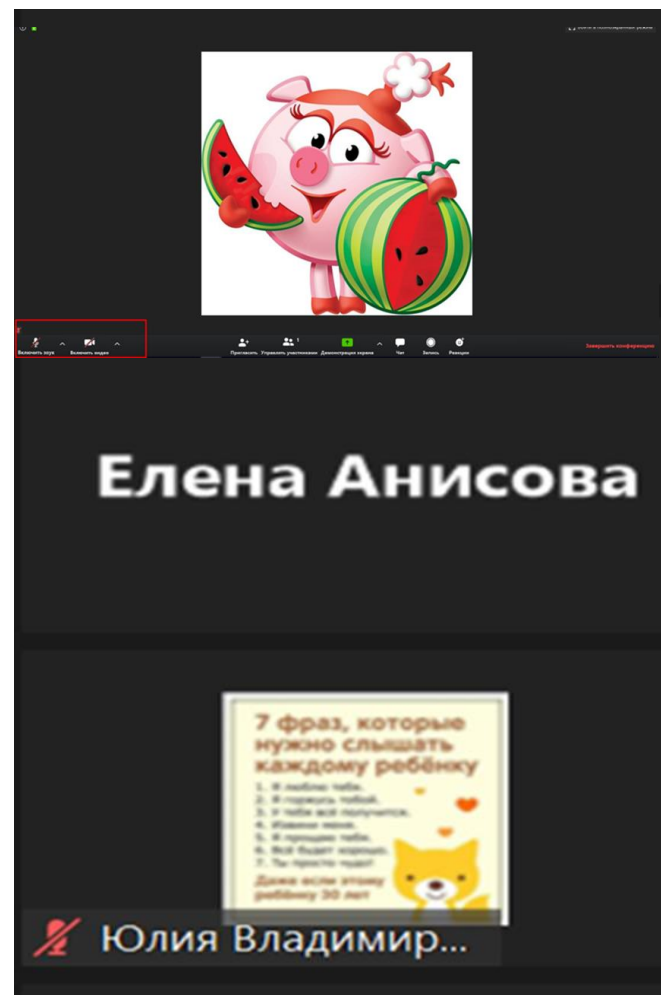 Включить звук Включить видео Пригласить Управлять участниками 1 Демонстрация экрана Чат Запись Реакции Завершить конференцию
Елена Анисова
7 фраз, которые
нужно слышать
каждому ребёнку
1. Я люблю тебя.
2. Я горжусь тобой.
3. У тебя всё получится.
4. Извини меня.
5. Я прощаю тебя.
6. Всё будет хорошо.
7. Ты просто чудо!
Даже если этому
ребёнку 30 лет
Юлия Владимир...